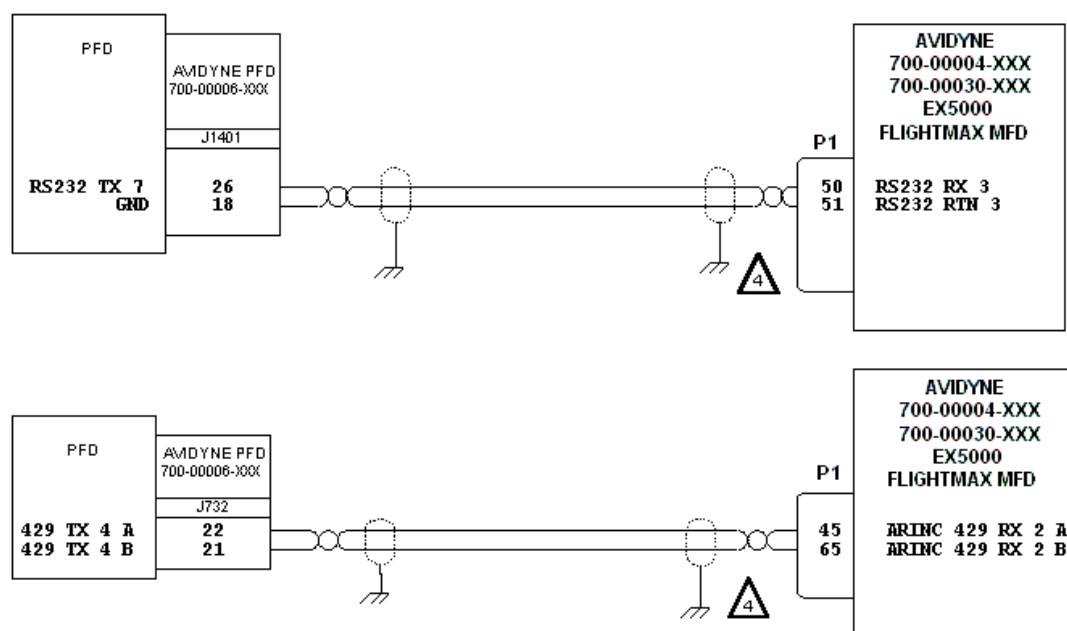 PFD
AVIDYNE PFD
700-00006-XXX
J1401
RS232 TX 7 26
GND 18
AVIDYNE
700-00004-XXX
700-00030-XXX
EX5000
FLIGHTMAX MFD
P1
50 RS232 RX 3
51 RS232 RTN 3
4
PFD
AVIDYNE PFD
700-00006-XXX
J732
429 TX 4 A 22
429 TX 4 B 21
AVIDYNE
700-00004-XXX
700-00030-XXX
EX5000
FLIGHTMAX MFD
P1
45 ARINC 429 RX 2 A
65 ARINC 429 RX 2 B
4